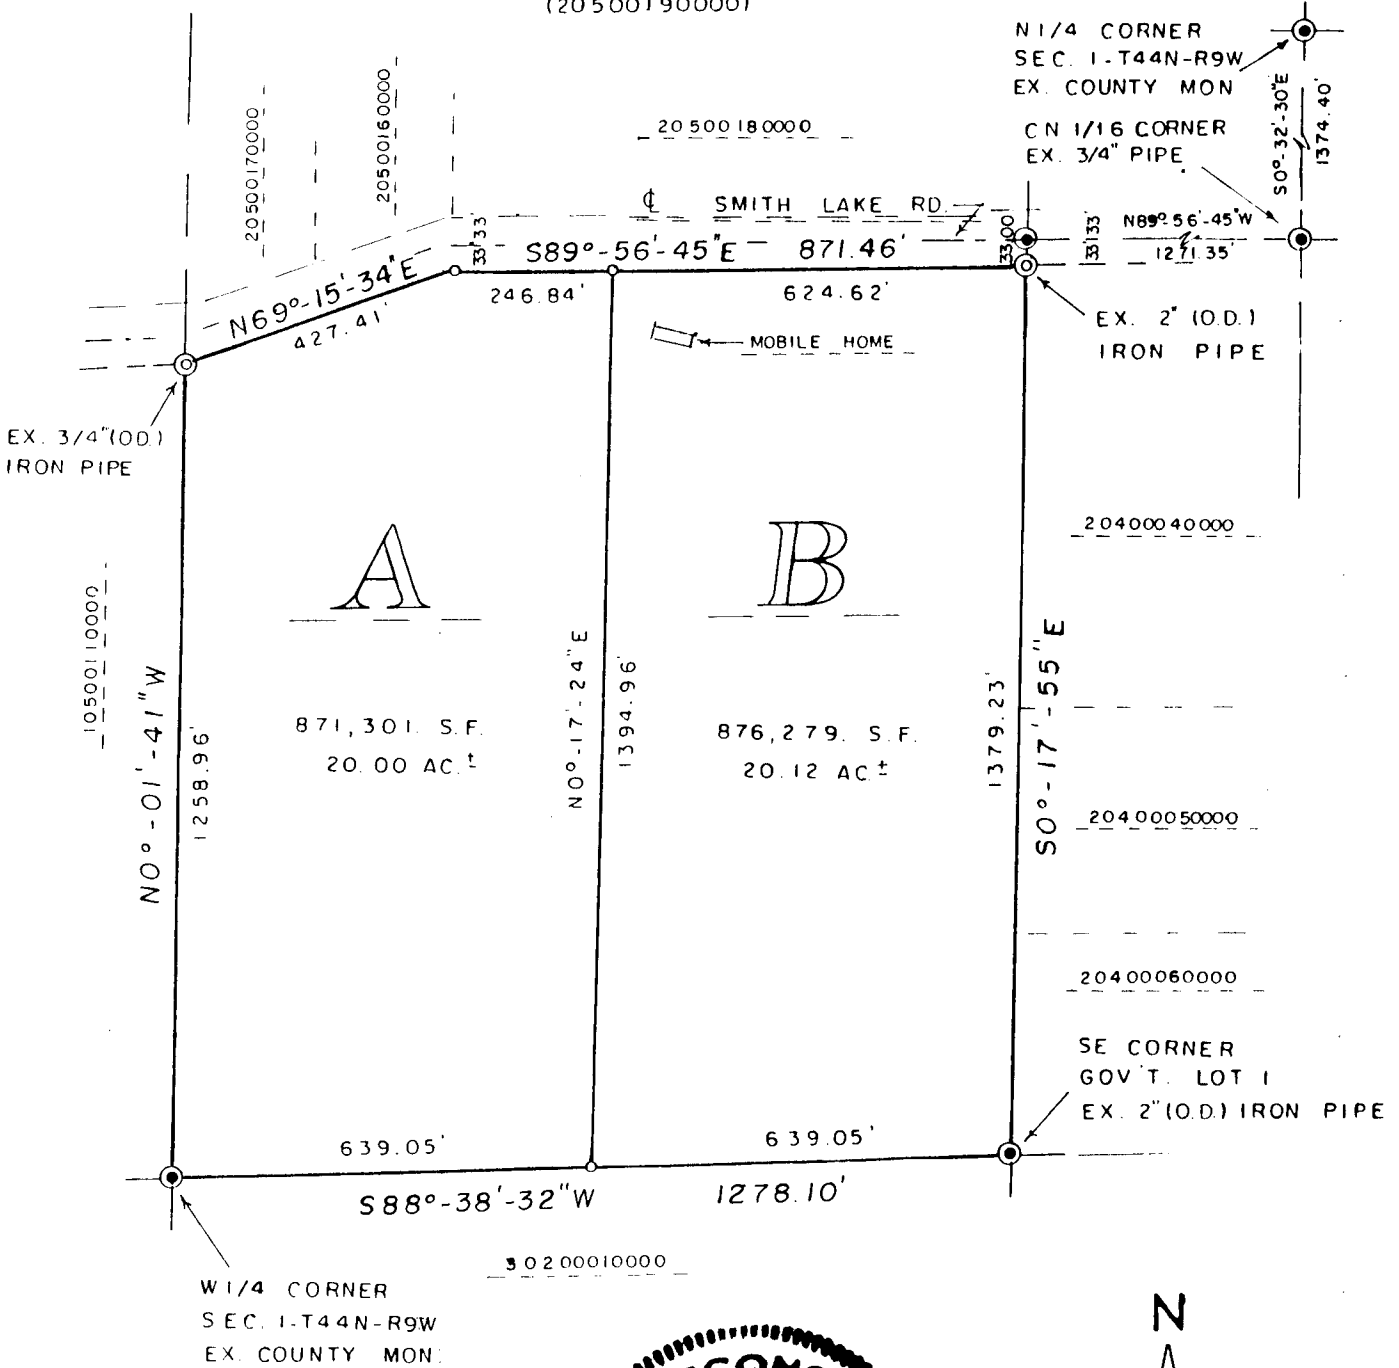 (20500190000)
N 1/4 CORNER
SEC. 1-T44N-R9W
EX. COUNTY MON
S0°-32'-30"E
1374.40'
20500170000
20500160000
20500180000
CN 1/16 CORNER
EX. 3/4" PIPE
℄ SMITH LAKE RD.
33.33'
S89°-56'-45"E 871.46'
33.00
33.33'
N89°-56'-45"W
1271.35'
N69°-15'-34"E
427.41'
246.84'
624.62'
MOBILE HOME
EX. 2" (O.D.)
IRON PIPE
EX. 3/4"(O.D.)
IRON PIPE
A
B
20400040000
10500110000
N0°-01'-41"W
1258.96'
871,301. S.F.
20.00 AC.±
N0°-17'-24"E
1394.96'
876,279. S.F.
20.12 AC.±
1379.23'
S0°-17'-55"E
20400050000
20400060000
SE CORNER
GOV'T. LOT 1
EX. 2"(O.D.) IRON PIPE
639.05'
639.05'
S88°-38'-32"W 1278.10'
30200010000
W 1/4 CORNER
SEC. 1-T44N-R9W
EX. COUNTY MON.
N